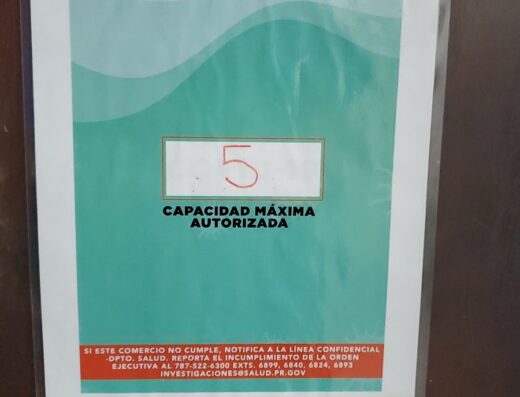 5
CAPACIDAD MÁXIMA
AUTORIZADA
SI ESTE COMERCIO NO CUMPLE, NOTIFICA A LA LÍNEA CONFIDENCIAL
-DPTO. SALUD. REPORTA EL INCUMPLIMIENTO DE LA ORDEN
EJECUTIVA AL 787-522-6300 EXTS. 6899, 6840, 6824, 6893
INVESTIGACIONES@SALUD.PR.GOV